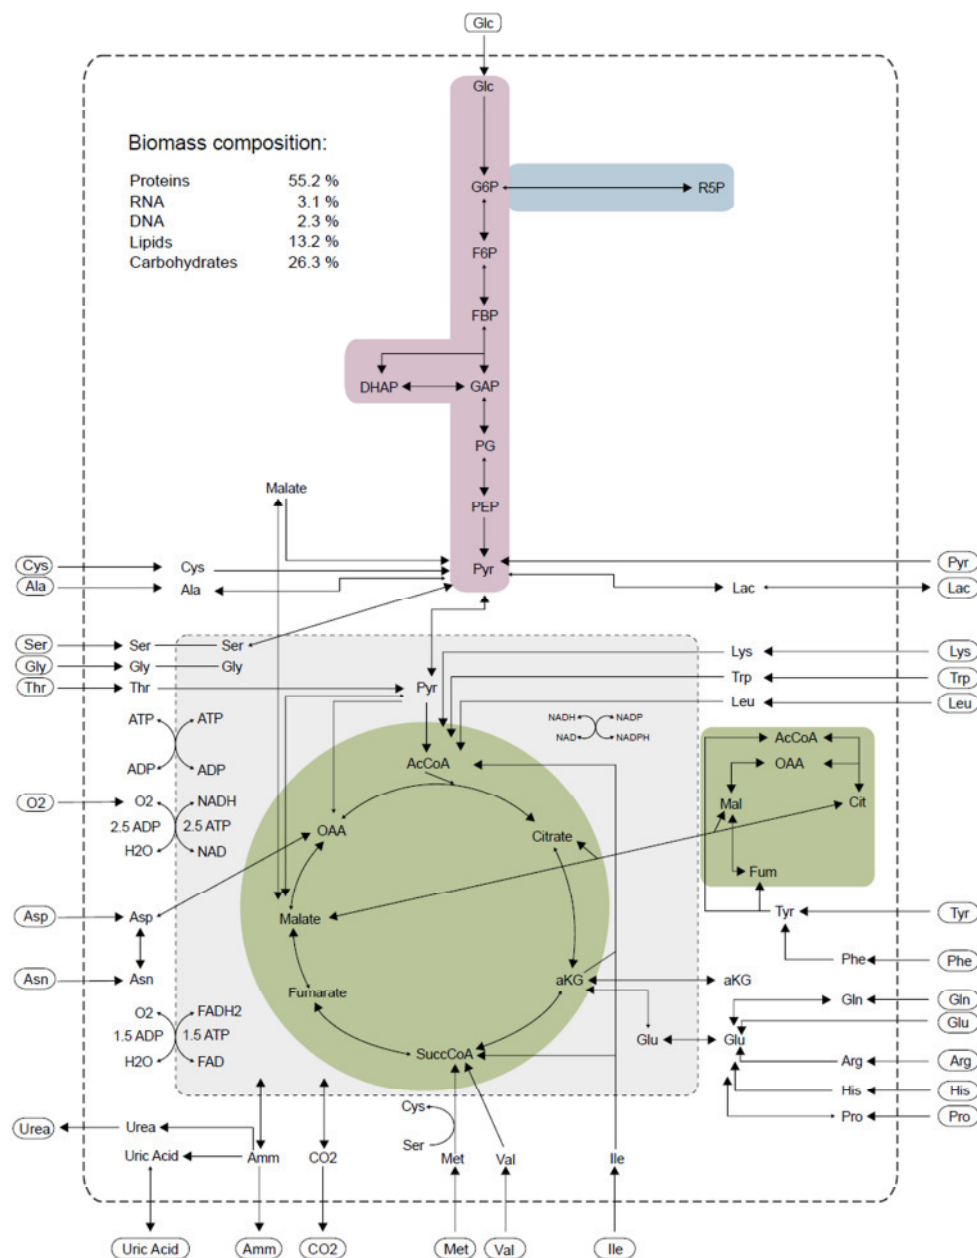 Glc
Glc
Biomass composition:
Proteins 55.2 %
RNA 3.1 %
DNA 2.3 %
Lipids 13.2 %
Carbohydrates 26.3 %
G6P R5P
F6P
FBP
DHAP GAP
PG
Malate PEP
Cys Cys Pyr Pyr
Ala Ala Lac Lac
Ser Ser Ser Lys Lys
Gly Gly Gly Trp Trp
Thr Thr Pyr Leu Leu
ATP ATP NADH NADP
ADP ADP NAD NADPH
AcCoA AcCoA
OAA
O2 O2 NADH Mal Cit
2.5 ADP 2.5 ATP OAA Citrate
H2O NAD
Fum
Asp Asp Malate Tyr Tyr
Phe Phe
Asn Asn Fumarate aKG aKG
Gln Gln
O2 FADH2 Glu
1.5 ADP 1.5 ATP Glu Glu
H2O FAD SuccCoA Arg Arg
His His
Cys Pro Pro
Urea Urea Ser
Uric Acid Amm CO2 Met Val Ile
Uric Acid Amm CO2 Met Val Ile